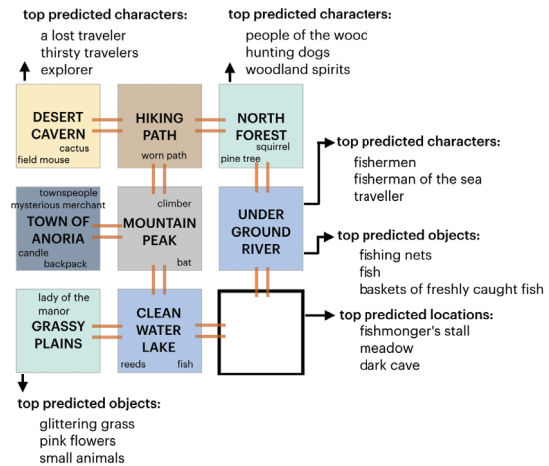 top predicted characters:
a lost traveler
thirsty travelers
explorer
top predicted characters:
people of the wood
hunting dogs
woodland spirits
DESERT
CAVERN
cactus
field mouse
HIKING
PATH
worn path
NORTH
FOREST
squirrel
pine tree
top predicted characters:
fishermen
fisherman of the sea
traveller
townspeople
mysterious merchant
TOWN OF
ANORIA
candle
backpack
climber
MOUNTAIN
PEAK
bat
UNDER
GROUND
RIVER
top predicted objects:
fishing nets
fish
baskets of freshly caught fish
lady of the
manor
GRASSY
PLAINS
CLEAN
WATER
LAKE
reeds
fish
top predicted locations:
fishmonger's stall
meadow
dark cave
top predicted objects:
glittering grass
pink flowers
small animals